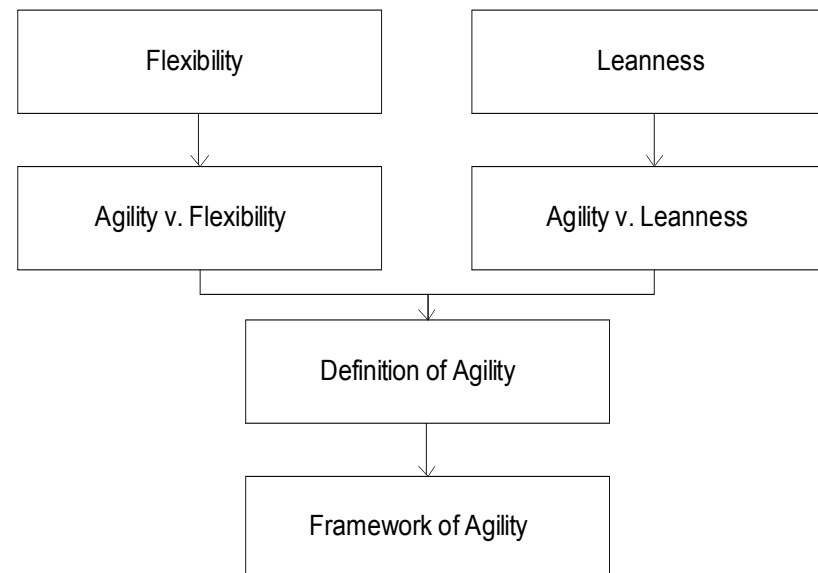 Flexibility
Leanness
Agility v. Flexibility
Agility v. Leanness
Definition of Agility
Framework of Agility